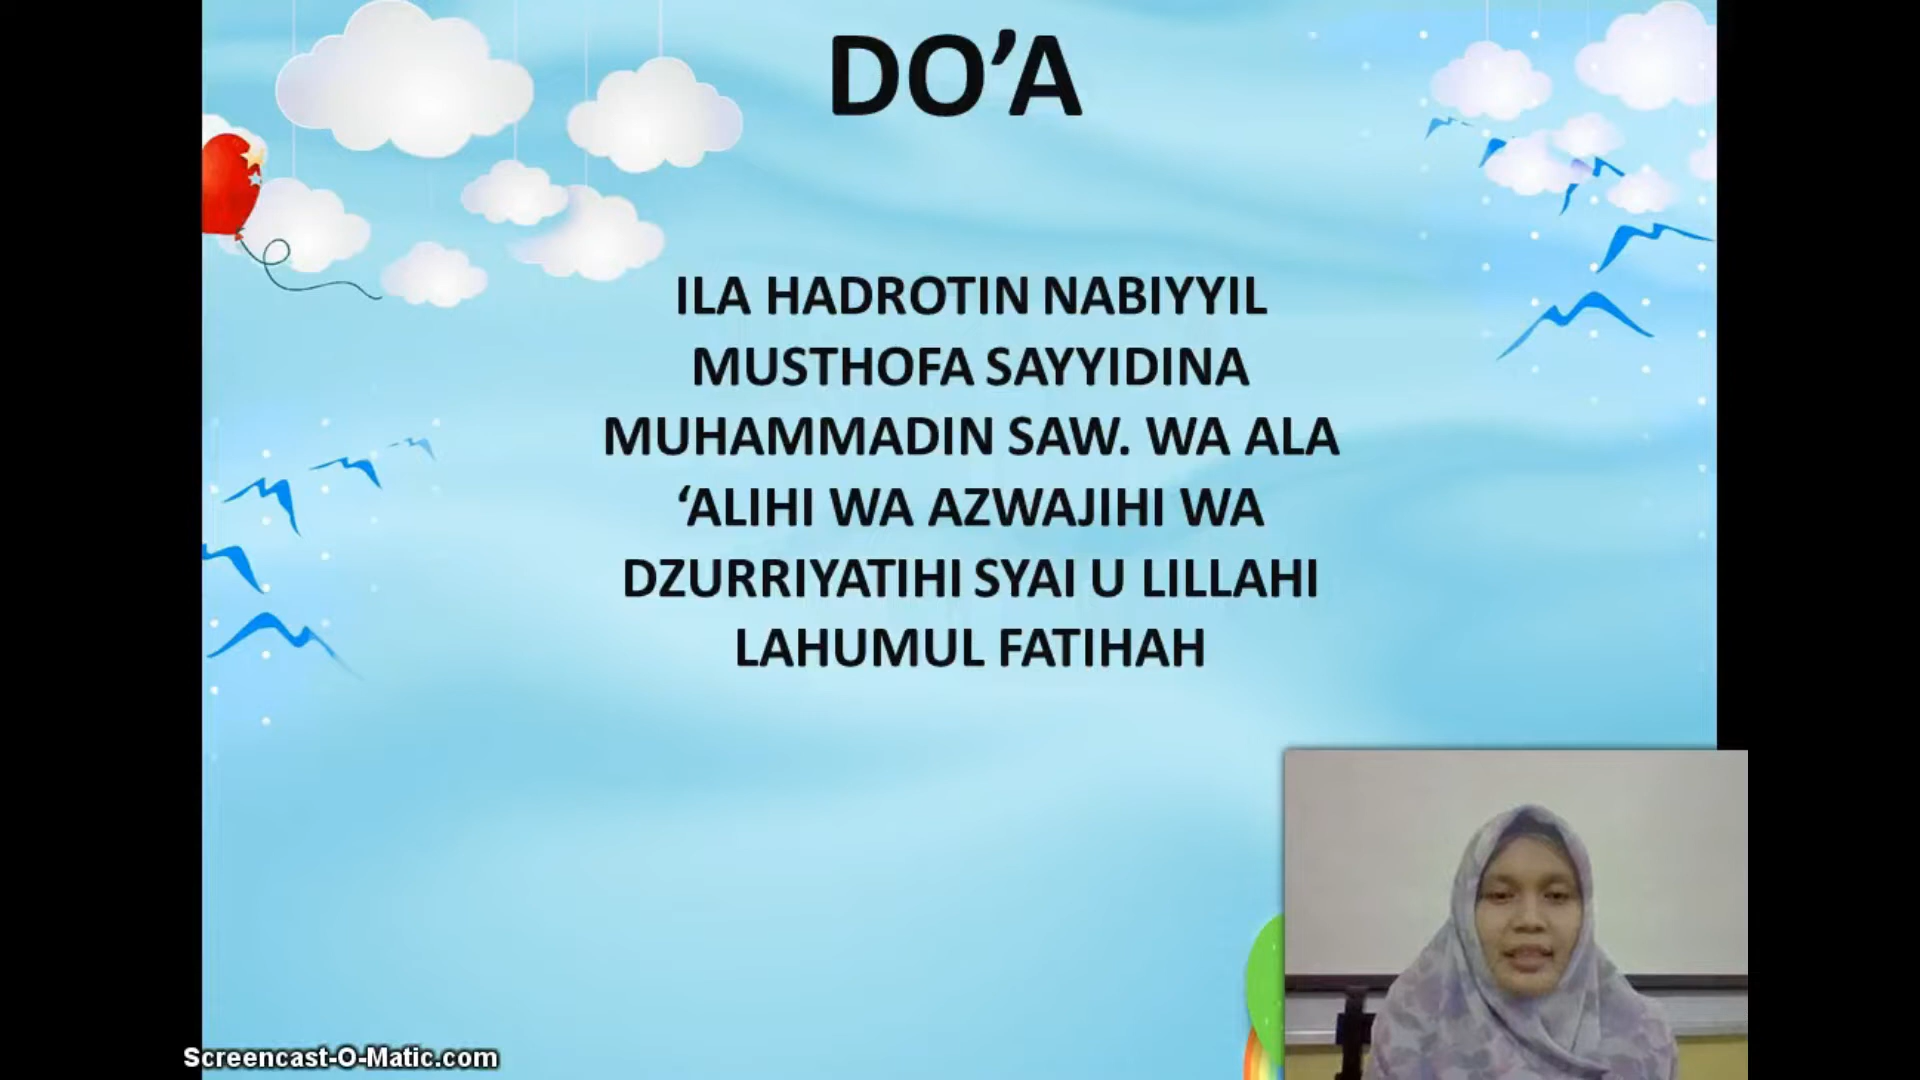 DO’A
ILA HADROTIN NABIYYIL
MUSTHOFA SAYYIDINA
MUHAMMADIN SAW. WA ALA
‘ALIHI WA AZWAJIHI WA
DZURRIYATIHI SYAI U LILLAHI
LAHUMUL FATIHAH
Screencast-O-Matic.com